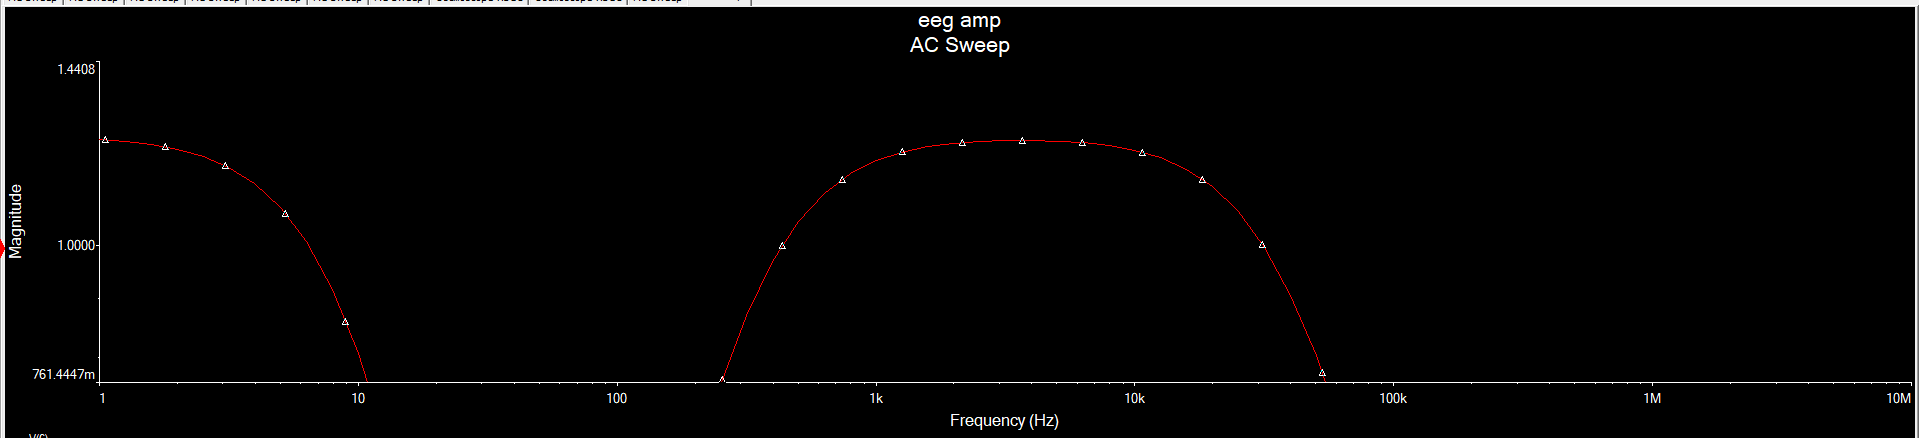 eeg amp
AC Sweep
1.4408
1.0000
761.4447m
Magnitude
1 10 100 1k 10k 100k 1M 10M
Frequency (Hz)